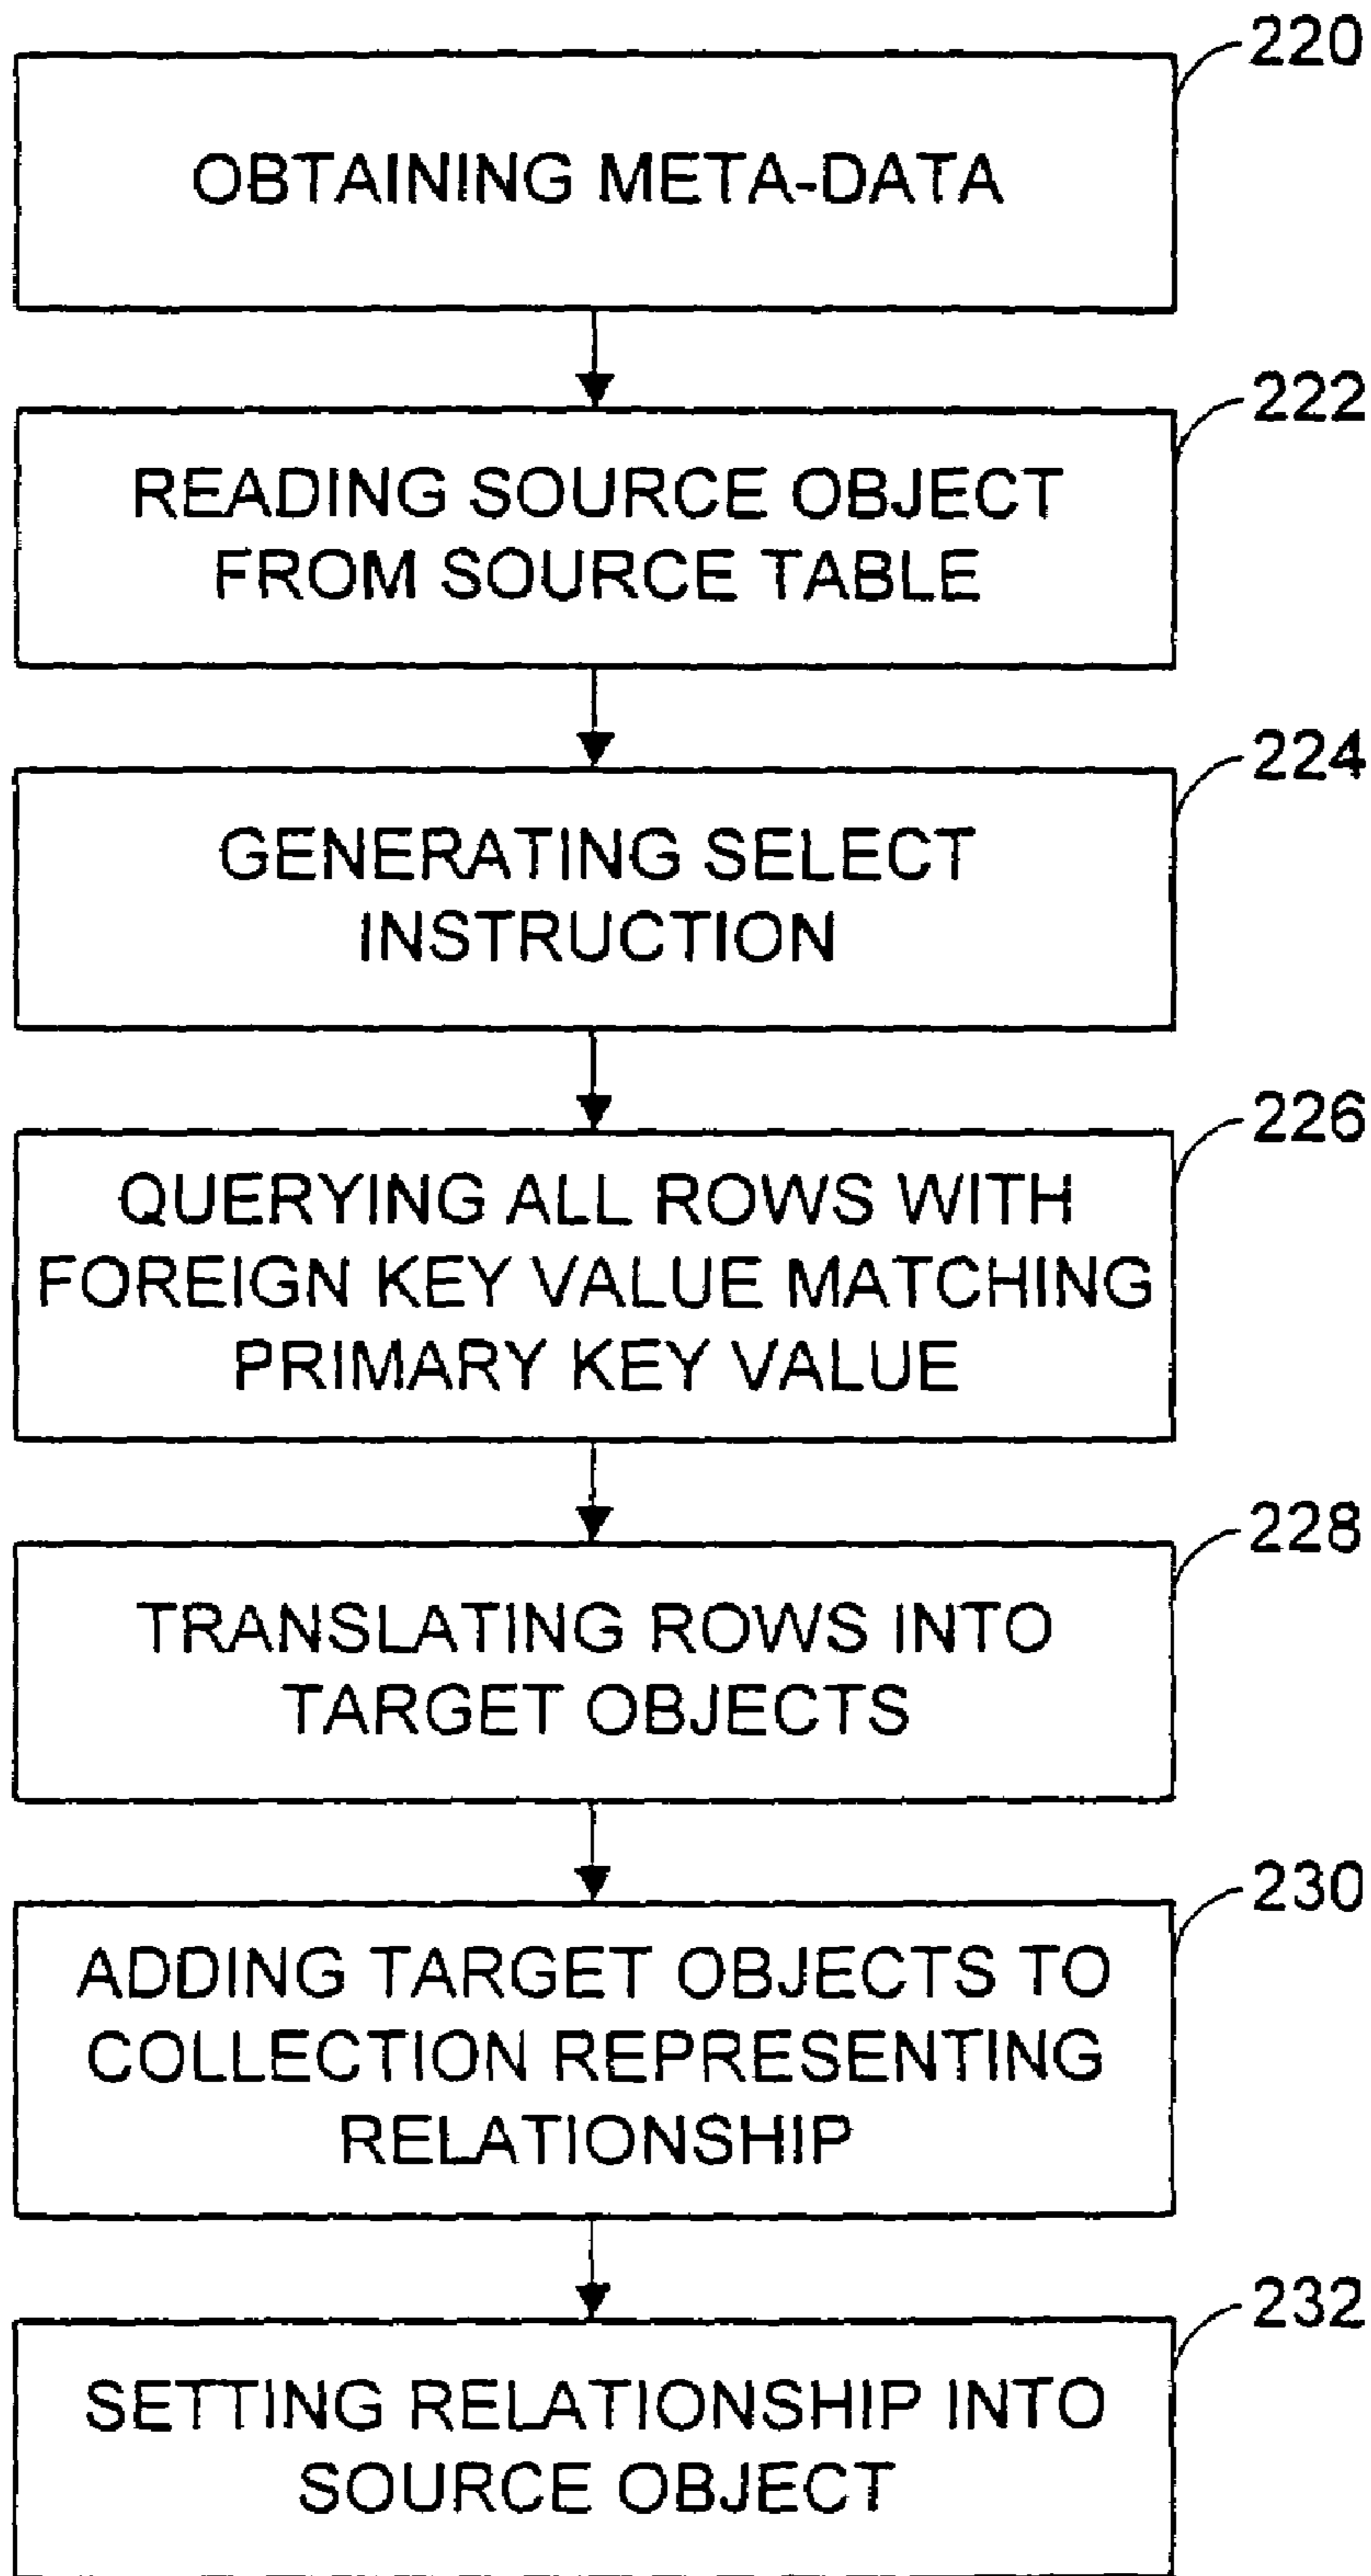 220
OBTAINING META-DATA
222
READING SOURCE OBJECT
FROM SOURCE TABLE
224
GENERATING SELECT
INSTRUCTION
226
QUERYING ALL ROWS WITH
FOREIGN KEY VALUE MATCHING
PRIMARY KEY VALUE
228
TRANSLATING ROWS INTO
TARGET OBJECTS
230
ADDING TARGET OBJECTS TO
COLLECTION REPRESENTING
RELATIONSHIP
232
SETTING RELATIONSHIP INTO
SOURCE OBJECT